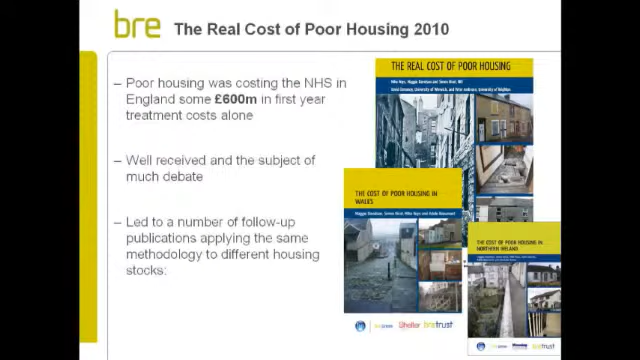 bre
The Real Cost of Poor Housing 2010
– Poor housing was costing the NHS in
England some £600m in first year
treatment costs alone
– Well received and the subject of
much debate
– Led to a number of follow-up
publications applying the same
methodology to different housing
stocks:
THE REAL COST OF POOR HOUSING
THE COST OF POOR HOUSING IN
WALES
Shelter
bretrust
THE COST OF POOR HOUSING IN
NORTHERN IRELAND
bretrust